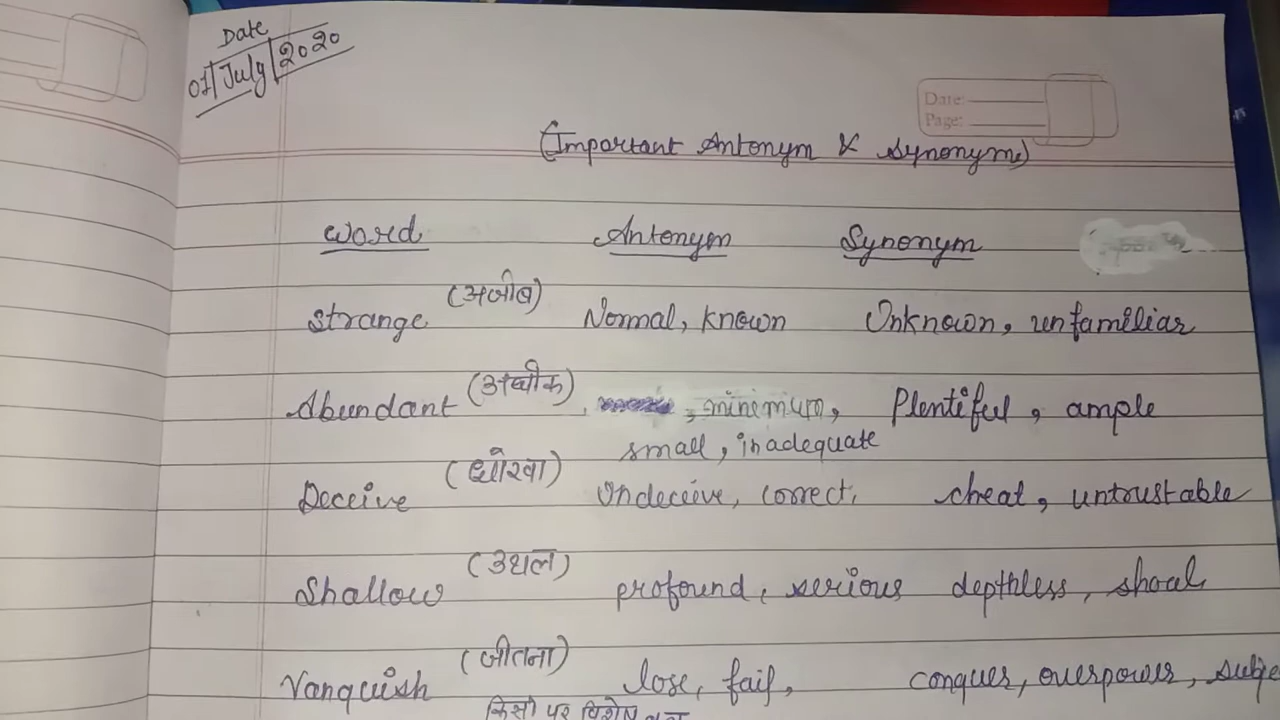 Date
01 July 2020
Date:
Page:
(Important Antonym & Synonym)
Word Antonym Synonym
(अजीब)
Strange Normal, known Unknown, unfamiliar
(अधीक)
Abundant , minimum, Plentiful, ample
small, inadequate
(धोखा)
Deceive Undeceive, correct, cheat, untrustable
(उथल)
Shallow profound, serious depthless, shoal
(जीतना)
Vanquish lose, fail, conquer, overpower,
किसी पर विशेष